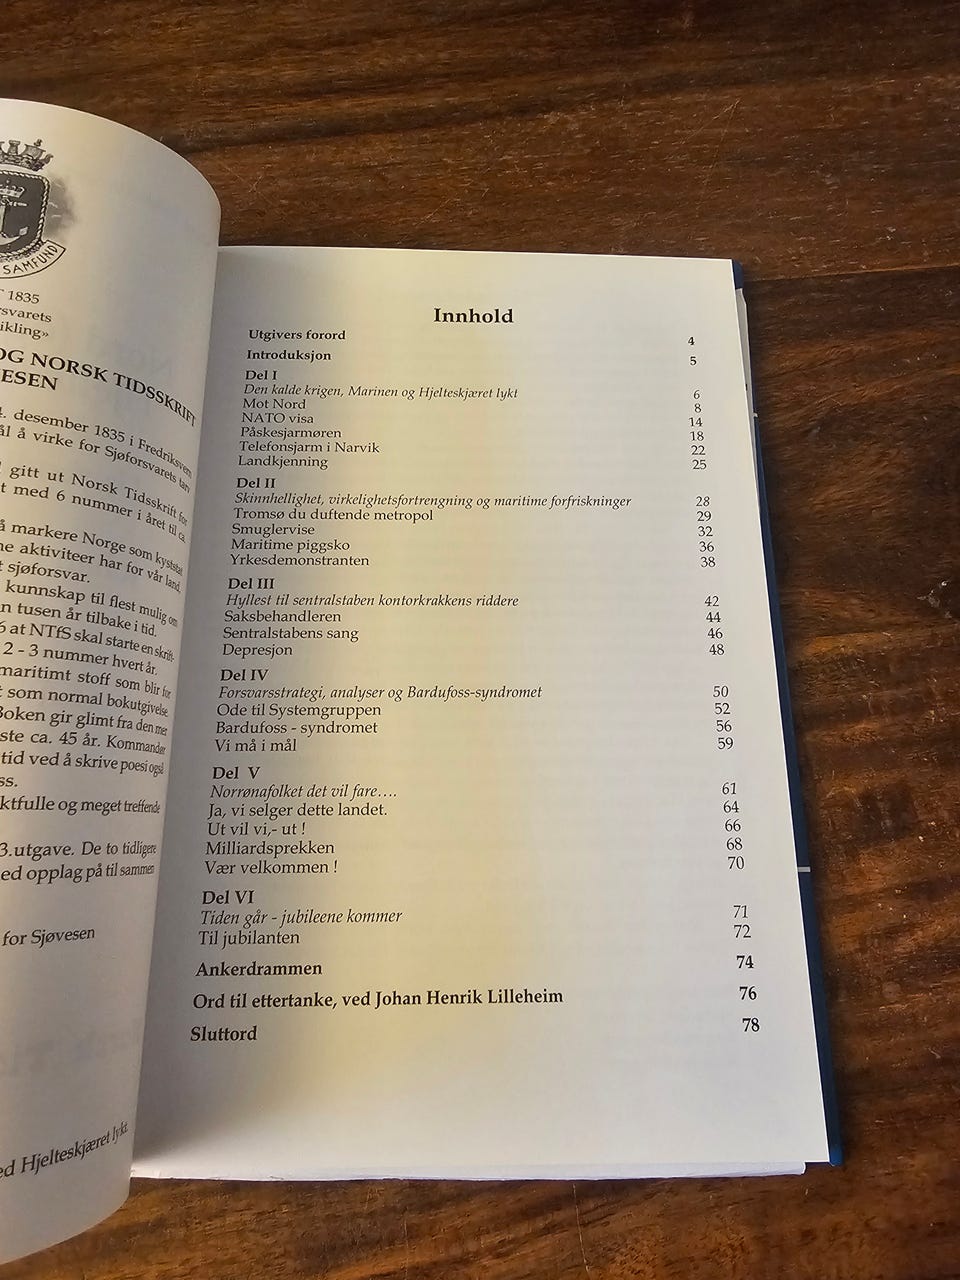 SAMFUND
1835
OG NORSK TIDSSKRIFT
desember 1835 i Fredriksvern
å virke for Sjøforsvarets tarv
gitt ut Norsk Tidsskrift for
med 6 nummer i året til ca.
å markere Norge som kyststat
aktiviteer har for vår land,
sjøforsvar.
kunnskap til flest mulig om
tusen år tilbake i tid.
at NTfS skal starte en skrift-
2 - 3 nummer hvert år.
maritimt stoff som blir for
som normal bokutgivelse
Boken gir glimt fra den mer
ca. 45 år. Kommandør
tid ved å skrive poesi også
og meget treffende
3.utgave. De to tidligere
opplag på til sammen
for Sjøvesen
Hjelteskjæret lykt
Innhold
Utgivers forord 4
Introduksjon 5
Del I
Den kalde krigen, Marinen og Hjelteskjæret lykt 6
Mot Nord 8
NATO visa 14
Påskesjarmøren 18
Telefonsjarm i Narvik 22
Landkjenning 25
Del II
Skinnhellighet, virkelighetsfortrengning og maritime forfriskninger 28
Tromsø du duftende metropol 29
Smuglervise 32
Maritime piggsko 36
Yrkesdemonstranten 38
Del III
Hyllest til sentralstaben kontorkrakkens riddere 42
Saksbehandleren 44
Sentralstabens sang 46
Depresjon 48
Del IV
Forsvarsstrategi, analyser og Bardufoss-syndromet 50
Ode til Systemgruppen 52
Bardufoss - syndromet 56
Vi må i mål 59
Del V
Norrønafolket det vil fare…. 61
Ja, vi selger dette landet. 64
Ut vil vi,- ut ! 66
Milliardsprekken 68
Vær velkommen ! 70
Del VI
Tiden går - jubileene kommer 71
Til jubilanten 72
Ankerdrammen 74
Ord til ettertanke, ved Johan Henrik Lilleheim 76
Sluttord 78